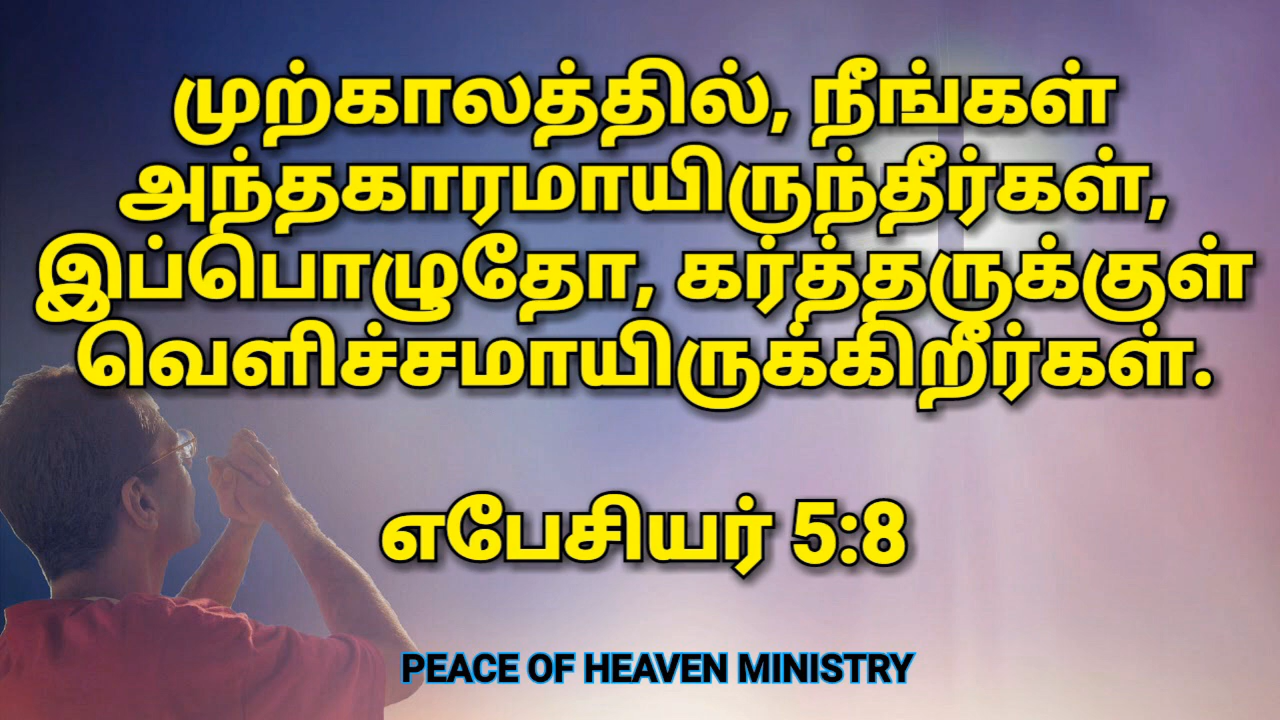 முற்காலத்தில், நீங்கள்
அந்தகாரமாயிருந்தீர்கள்,
இப்பொழுதோ, கர்த்தருக்குள்
வெளிச்சமாயிருக்கிறீர்கள்.
எபேசியர் 5:8
PEACE OF HEAVEN MINISTRY